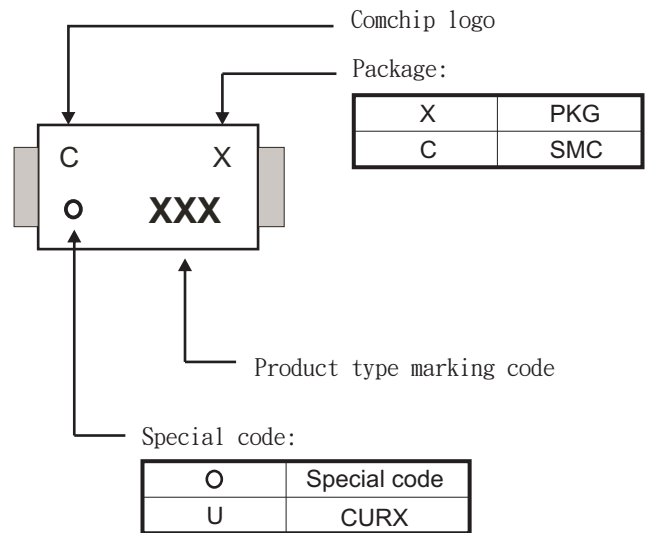 Comchip logo
Package:
X PKG
C SMC
C X
O XXX
Product type marking code
Special code:
O Special code
U CURX